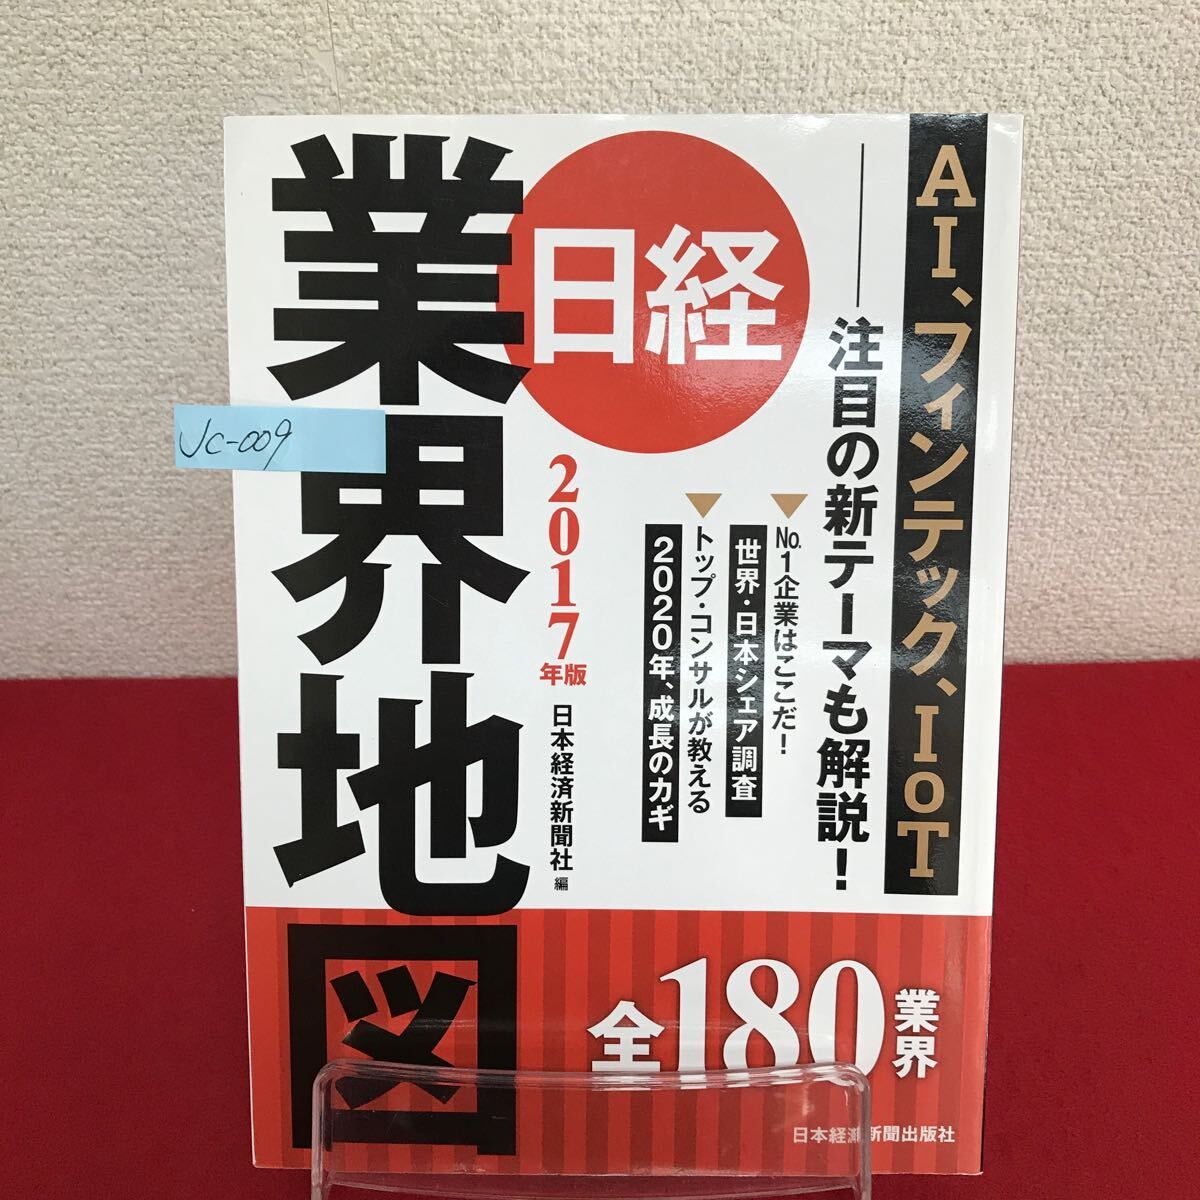 AI、フィンテック、IoT
――注目の新テーマも解説！
▼No.1企業はここだ！
世界・日本シェア調査
▼トップ・コンサルが教える
2020年、成長のカギ
日経
業界地図
2017年版
日本経済新聞社 編
Jc-009
全180業界
日本経済新聞出版社